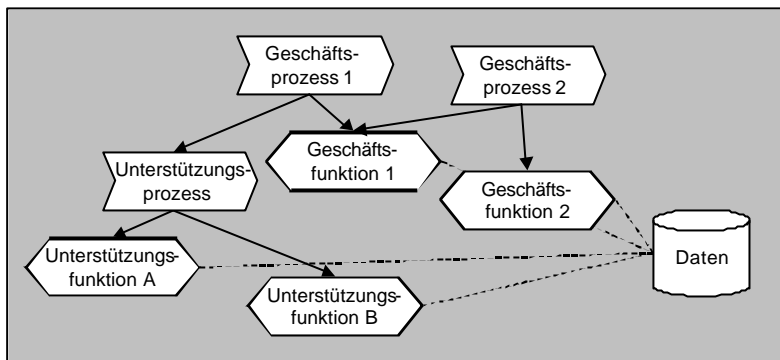 Geschäfts-
prozess 1
Geschäfts-
prozess 2
Geschäfts-
funktion 1
Unterstützungs-
prozess
Geschäfts-
funktion 2
Unterstützungs-
funktion A
Daten
Unterstützungs-
funktion B